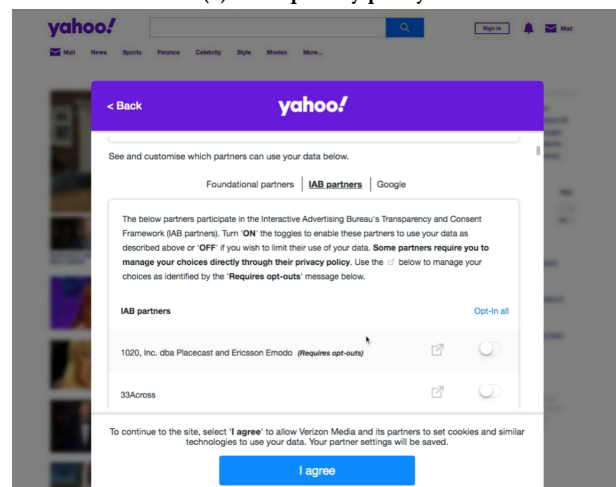 yahoo!
Sign in
Mail
Mail News Sports Finance Celebrity Style Movies More...
< Back
yahoo!
See and customise which partners can use your data below.
Foundational partners | IAB partners | Google
The below partners participate in the Interactive Advertising Bureau's Transparency and Consent
Framework (IAB partners). Turn 'ON' the toggles to enable these partners to use your data as
described above or 'OFF' if you wish to limit their use of your data. Some partners require you to
manage your choices directly through their privacy policy. Use the below to manage your
choices as identified by the 'Requires opt-outs' message below.
IAB partners
Opt-In all
1020, Inc. dba Placecast and Ericsson Emodo (Requires opt-outs)
33Across
To continue to the site, select 'I agree' to allow Verizon Media and its partners to set cookies and similar
technologies to use your data. Your partner settings will be saved.
I agree